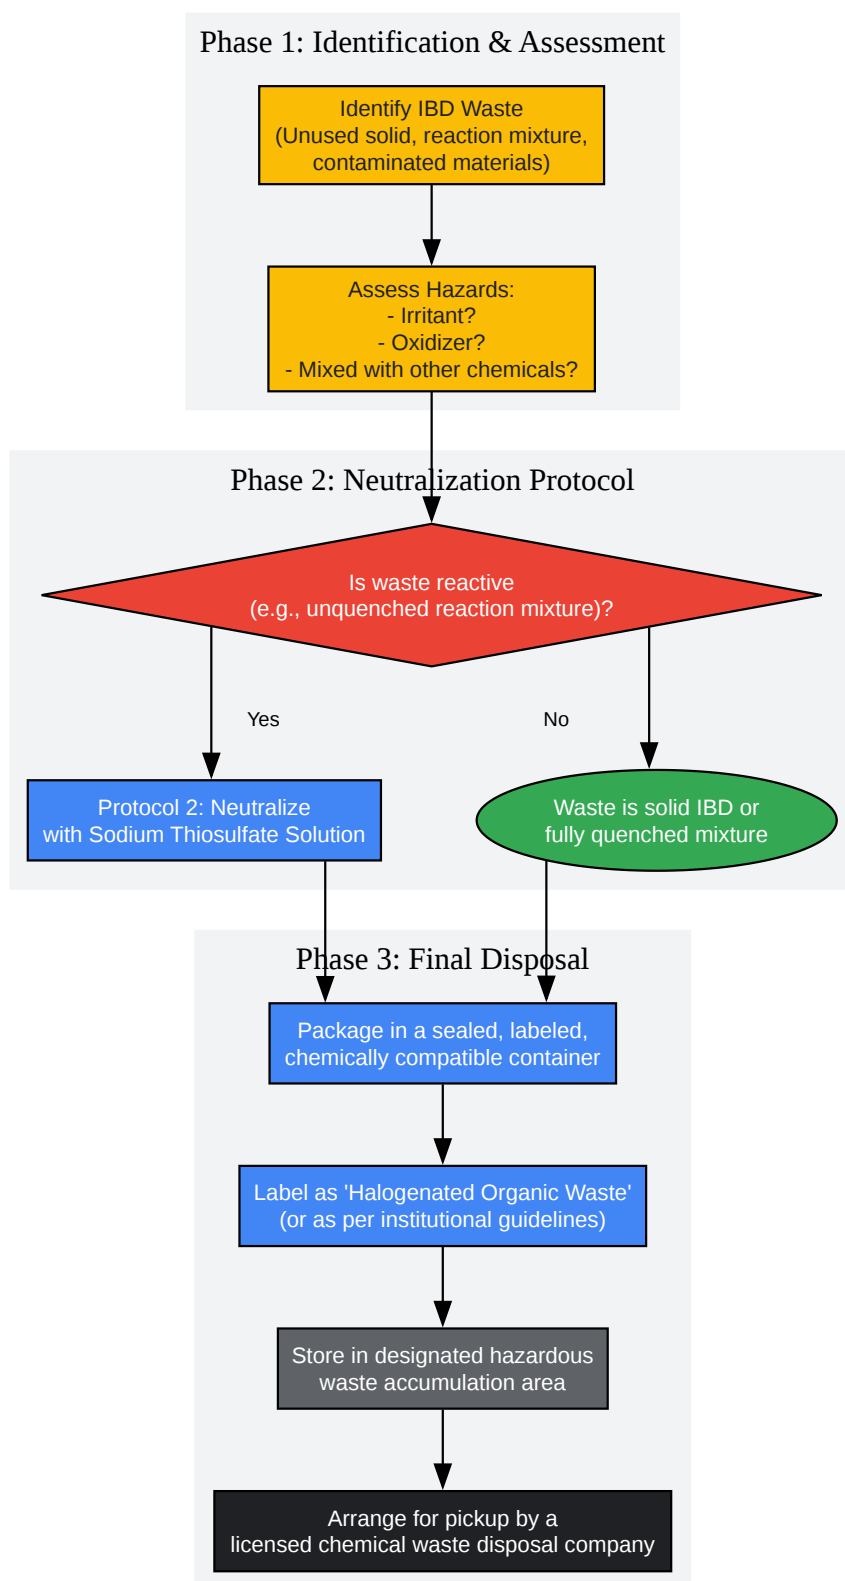 Phase 1: Identification & Assessment
Identify IBD Waste
(Unused solid, reaction mixture,
contaminated materials)
Assess Hazards:
- Irritant?
- Oxidizer?
- Mixed with other chemicals?
Phase 2: Neutralization Protocol
Is waste reactive
(e.g., unquenched reaction mixture)?
Yes
No
Protocol 2: Neutralize
with Sodium Thiosulfate Solution
Waste is solid IBD or
fully quenched mixture
Phase 3: Final Disposal
Package in a sealed, labeled,
chemically compatible container
Label as 'Halogenated Organic Waste'
(or as per institutional guidelines)
Store in designated hazardous
waste accumulation area
Arrange for pickup by a
licensed chemical waste disposal company